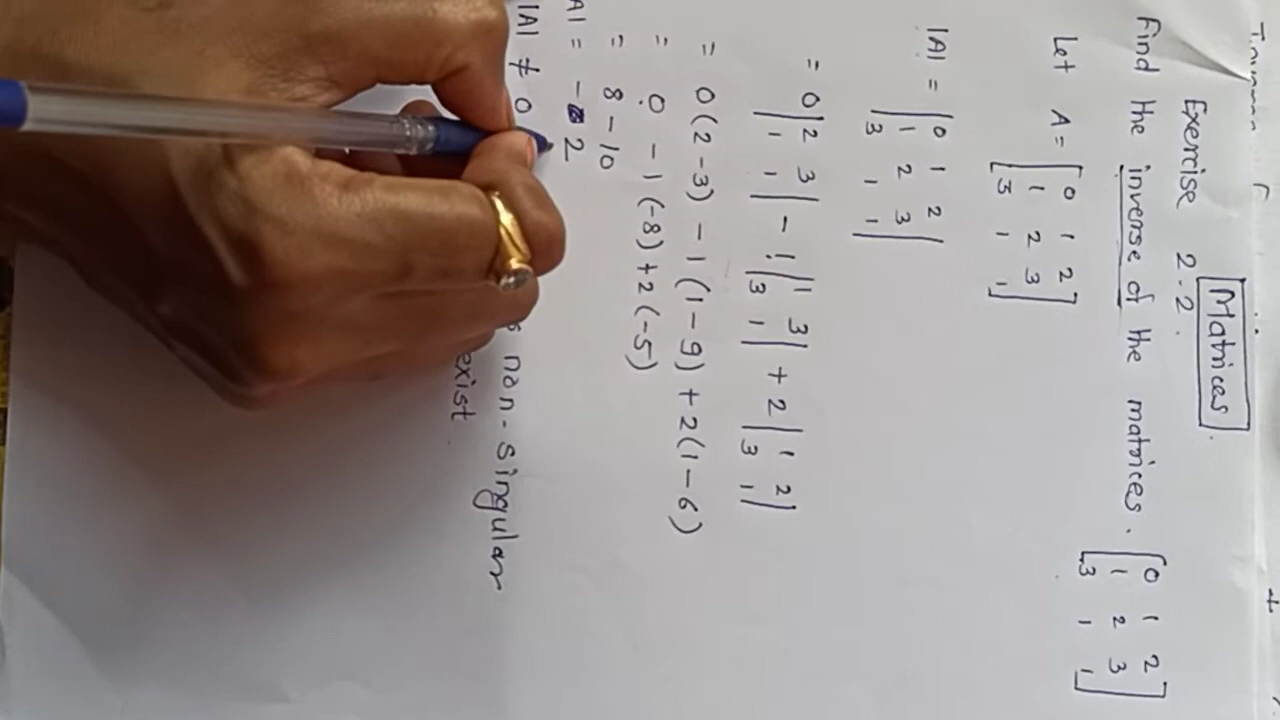 Matrices.
Exercise 2.2.
Find the inverse of the matrices. [0 1 2
1 2 3
3 1 1]
Let A = [0 1 2
1 2 3
3 1 1]
|A| = |0 1 2
1 2 3
3 1 1|
= 0|2 3
1 1| - 1|1 3
3 1| + 2|1 2
3 1|
= 0(2-3) - 1(1-9) + 2(1-6)
= 0 - 1(-8) + 2(-5)
= 8 - 10
A| = - 2
|A| ≠ 0
non-singular
exist